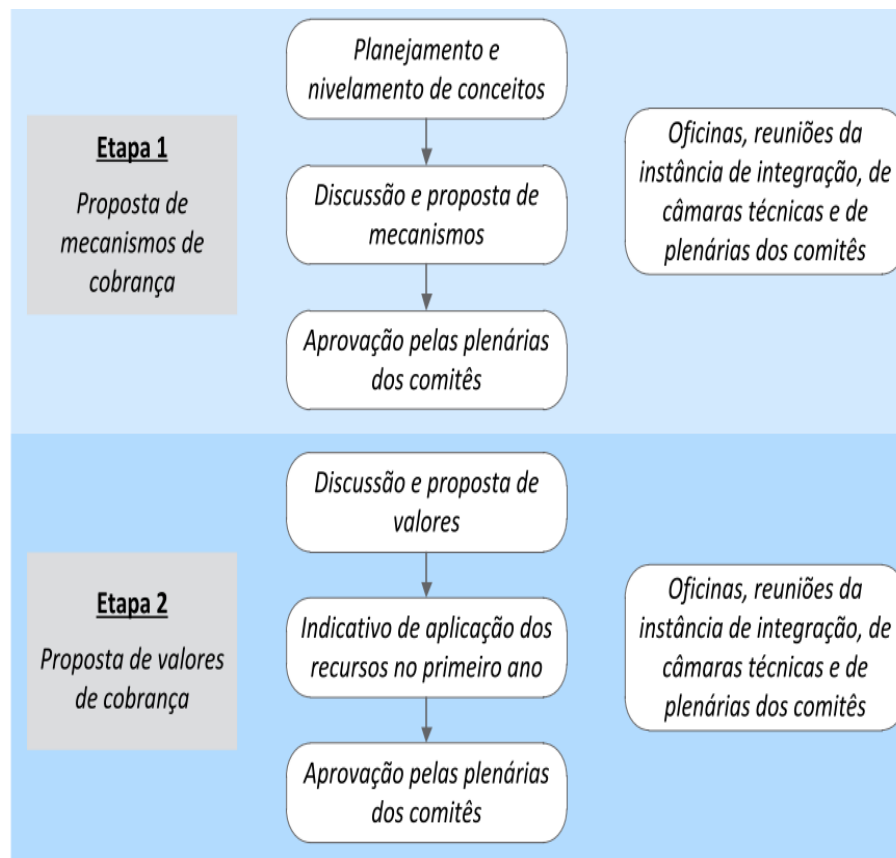 Planejamento e
nivelamento de conceitos
Etapa 1
Proposta de
mecanismos de
cobrança
Discussão e proposta de
mecanismos
Oficinas, reuniões da
instância de integração, de
câmaras técnicas e de
plenárias dos comitês
Aprovação pelas plenárias
dos comitês
Discussão e proposta de
valores
Etapa 2
Proposta de valores
de cobrança
Indicativo de aplicação dos
recursos no primeiro ano
Oficinas, reuniões da
instância de integração, de
câmaras técnicas e de
plenárias dos comitês
Aprovação pelas plenárias
dos comitês